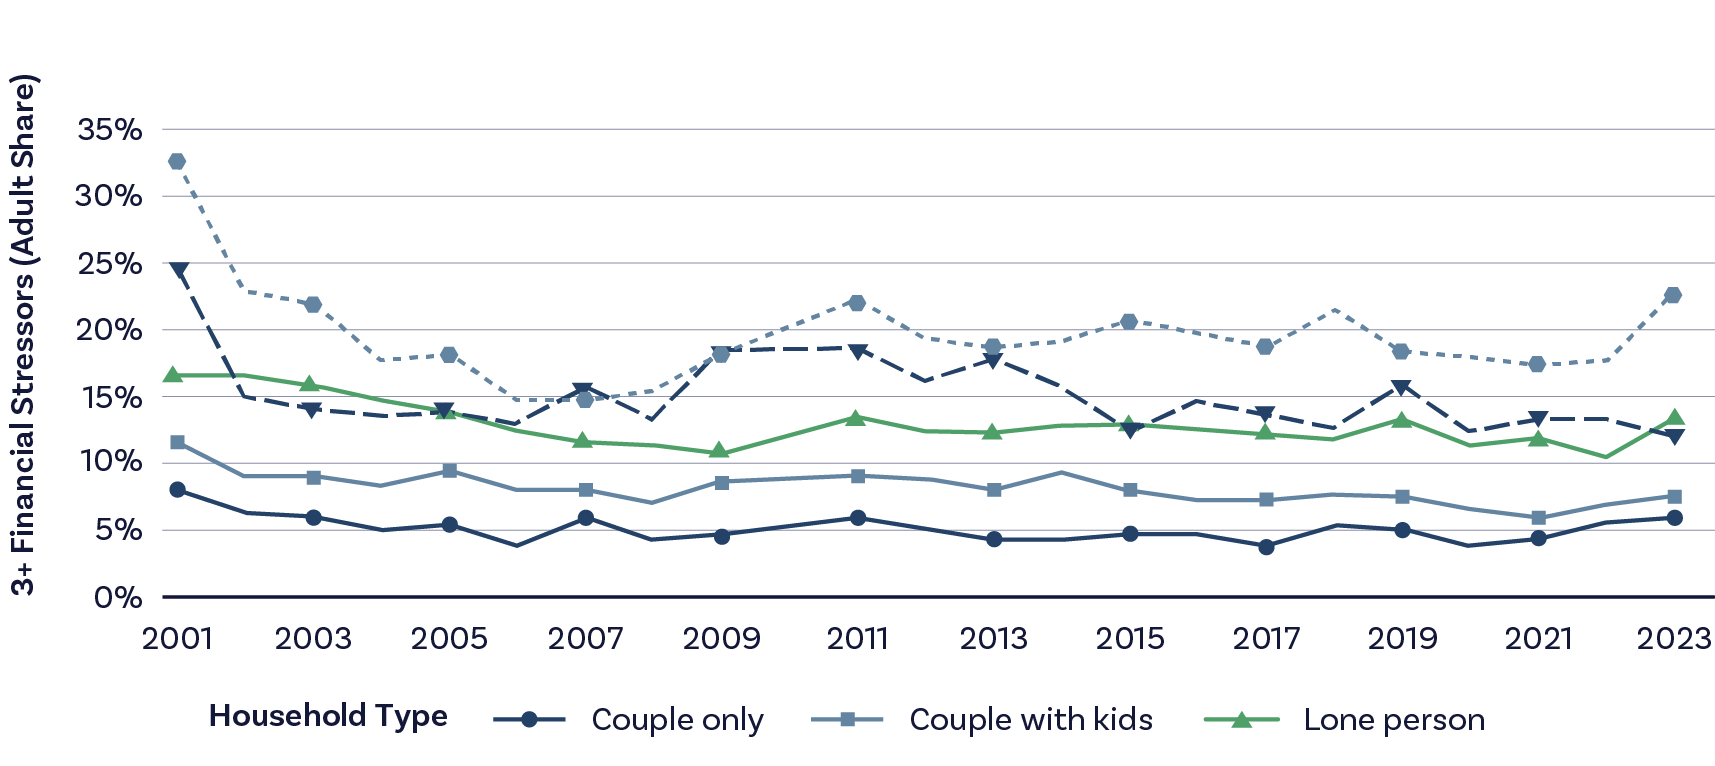 3+ Financial Stressors (Adult Share)
35%
30%
25%
20%
15%
10%
5%
0%
2001 2003 2005 2007 2009 2011 2013 2015 2017 2019 2021 2023
Household Type Couple only Couple with kids Lone person